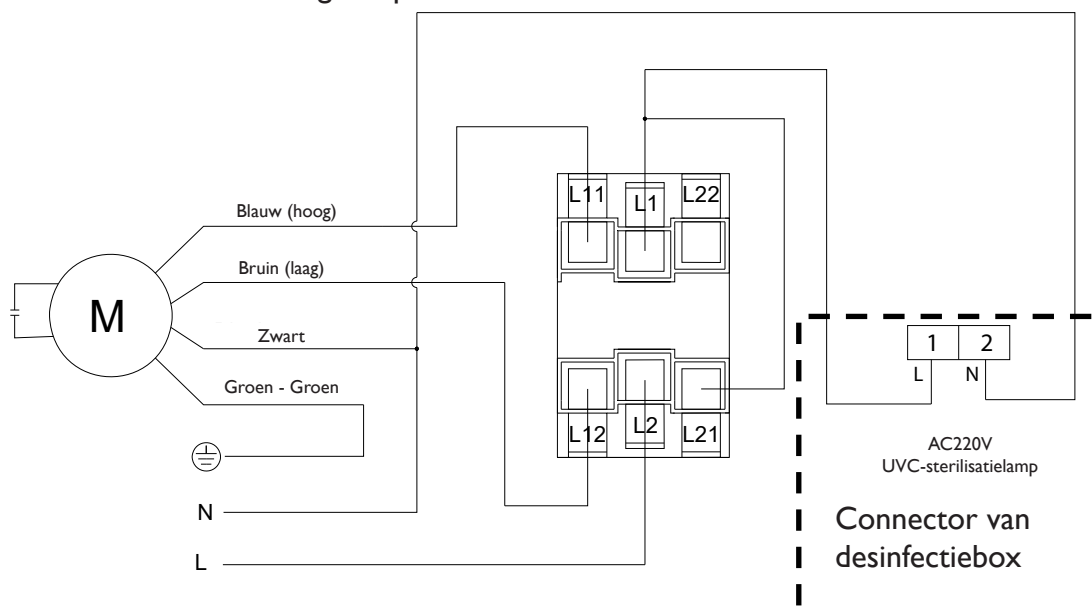 L11
L1
L22
Blauw (hoog)
Bruin (laag)
M
Zwart
1 2
L N
Groen - Groen
L12
L2
L21
AC220V
UVC-sterilisatielamp
N
L
Connector van
desinfectiebox